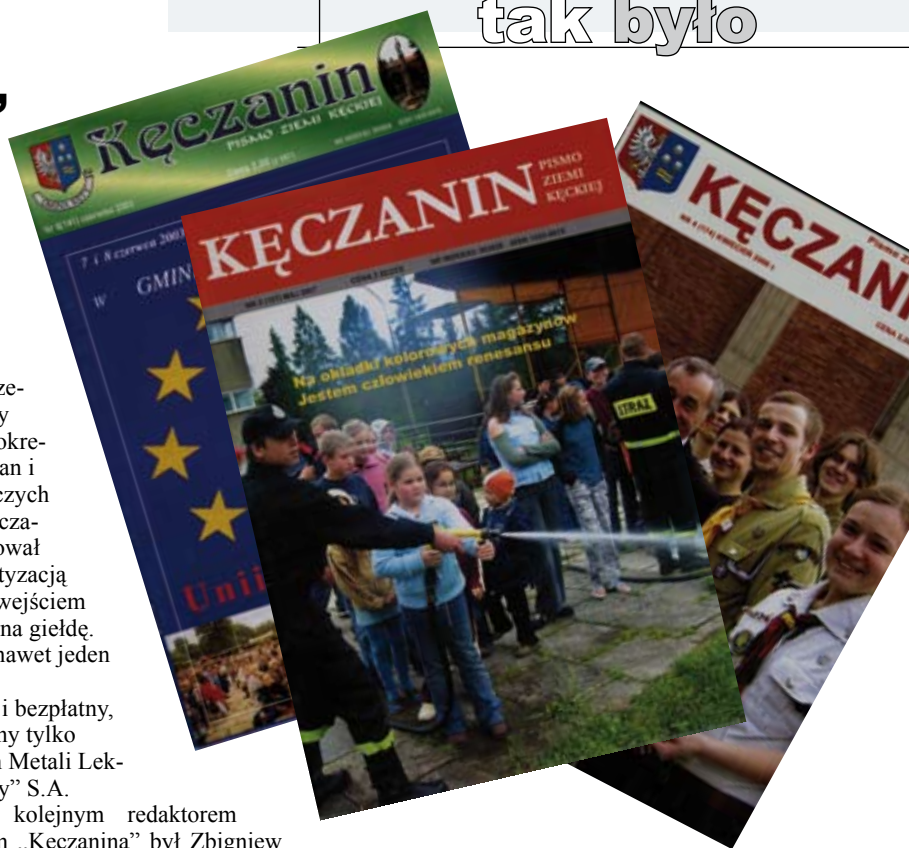 tak było
Kęczanin
PISMO ZIEMI KĘCKIEJ
7 i 8 czerwca 2003
W GMIN
Unii
KĘCZANIN
PISMO
ZIEMI
KĘCKIEJ
Na okładki kolorowych magazynów
Jestem człowiekiem renesansu
STRAŻ
KĘCZANI
ze-
y
okre-
an i
czych
cza-
ował
tyzacją
wejściem
na giełdę.
nawet jeden
i bezpłatny,
ny tylko
Metali Lek-
y” S.A.
kolejnym redaktorem
„Kęczanina” był Zbigniew